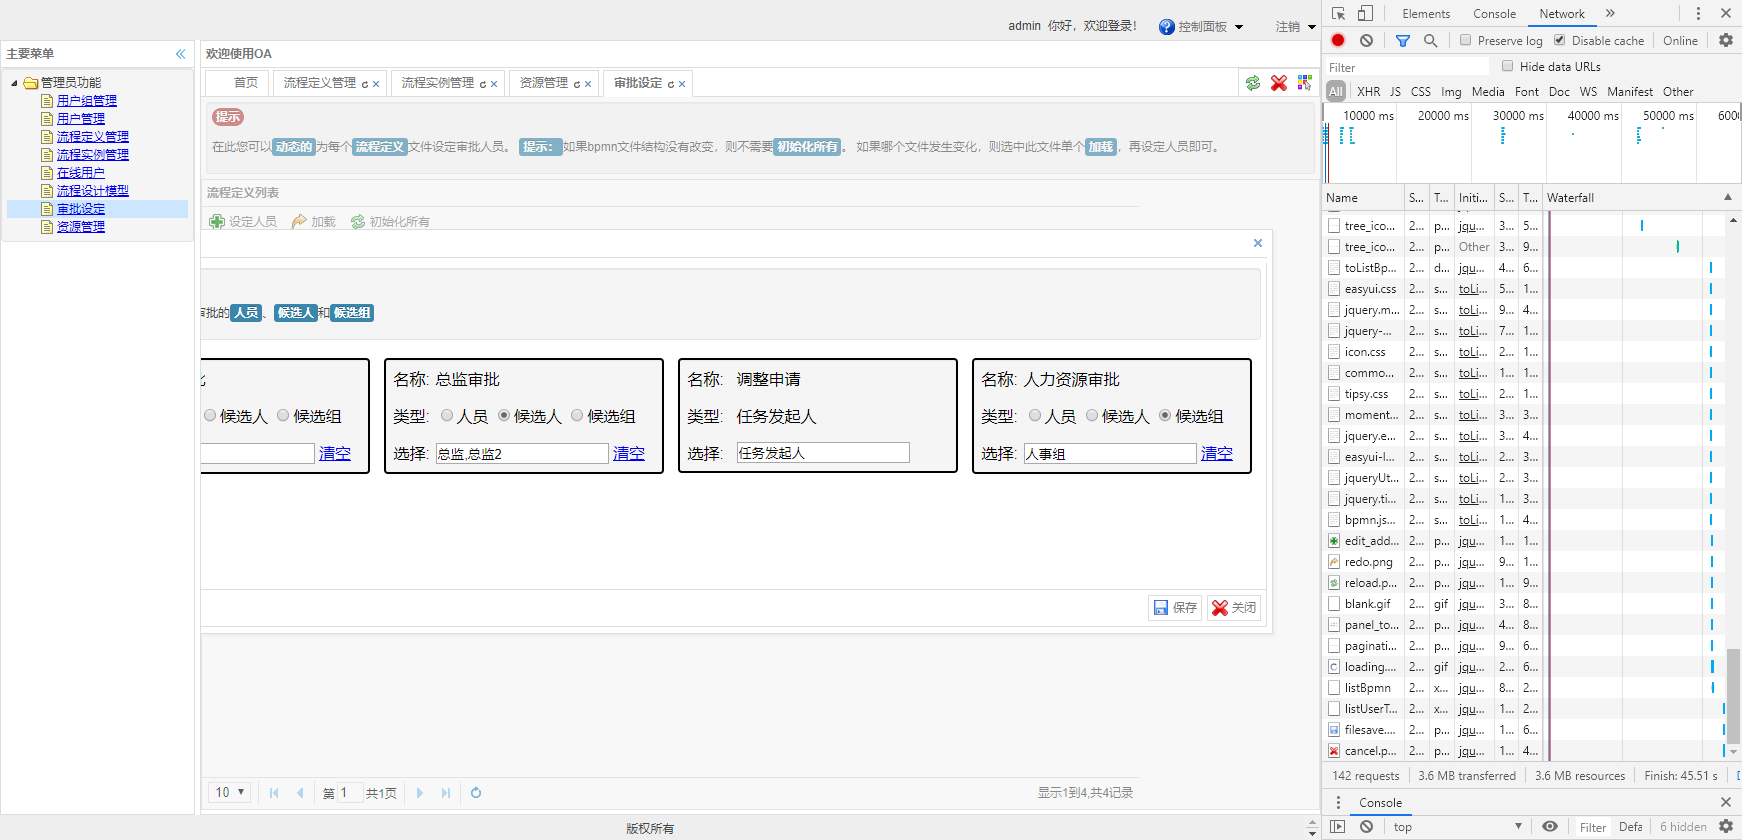 admin 你好，欢迎登录！ 控制面板 注销
主要菜单
管理员功能
用户组管理
用户管理
流程定义管理
流程实例管理
在线用户
流程设计模型
审批设定
资源管理
欢迎使用OA
首页 流程定义管理 流程实例管理 资源管理 审批设定
提示
在此您可以动态的为每个流程定义文件设定审批人员。 提示：如果bpmn文件结构没有改变，则不需要初始化所有。 如果哪个文件发生变化，则选中此文件单个加载，再设定人员即可。
流程定义列表
设定人员 加载 初始化所有
审批的人员、候选人和候选组
候选人 候选组
清空
名称: 总监审批
类型: 人员 候选人 候选组
选择: 总监,总监2 清空
名称: 调整申请
类型: 任务发起人
选择: 任务发起人
名称: 人力资源审批
类型: 人员 候选人 候选组
选择: 人事组 清空
保存 关闭
10 第 1 共1页 显示1到4,共4记录
版权所有
Elements Console Network
Preserve log Disable cache Online
Filter Hide data URLs
All XHR JS CSS Img Media Font Doc WS Manifest Other
10000 ms 20000 ms 30000 ms 40000 ms 50000 ms 6000
Name S... T... Initi... S... T... Waterfall
tree_ico... 2... p... jqu... 3... 5...
tree_ico... 2... p... Other 3... 9...
toListBp... 2... d... jqu... 4... 6...
easyui.css 2... s... toLi... 5... 1...
jquery.m... 2... s... toLi... 9... 4...
jquery-... 2... s... toLi... 7... 1...
icon.css 2... s... toLi... 2... 1...
commo... 2... s... toLi... 1... 1...
tipsy.css 2... s... toLi... 2... 1...
moment... 2... s... toLi... 3... 3...
jquery.e... 2... s... toLi... 3... 4...
easyui-l... 2... s... toLi... 2... 3...
jqueryUt... 2... s... toLi... 2... 3...
jquery.ti... 2... s... toLi... 1... 3...
bpmn.js... 2... s... toLi... 1... 4...
edit_add... 2... p... jqu... 1... 1...
redo.png 2... p... jqu... 9... 1...
reload.p... 2... p... jqu... 1... 9...
blank.gif 2... gif jqu... 3... 8...
panel_to... 2... p... jqu... 4... 8...
paginati... 2... p... jqu... 9... 6...
loading.... 2... gif jqu... 2... 6...
listBpmn 2... x... jqu... 8... 2...
listUserT... 2... x... jqu... 1... 2...
filesave.... 2... p... jqu... 1... 6...
cancel.p... 2... p... jqu... 1... 4...
142 requests 3.6 MB transferred 3.6 MB resources Finish: 45.51 s
Console
top Filter Defa 6 hidden